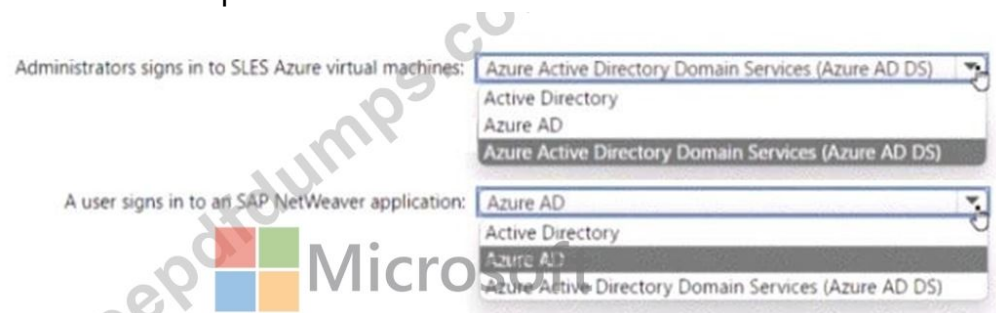 Administrators signs in to SLES Azure virtual machines: Azure Active Directory Domain Services (Azure AD DS)
Active Directory
Azure AD
Azure Active Directory Domain Services (Azure AD DS)
A user signs in to an SAP NetWeaver application: Azure AD
Active Directory
Azure AD
Azure Active Directory Domain Services (Azure AD DS)
Microsoft